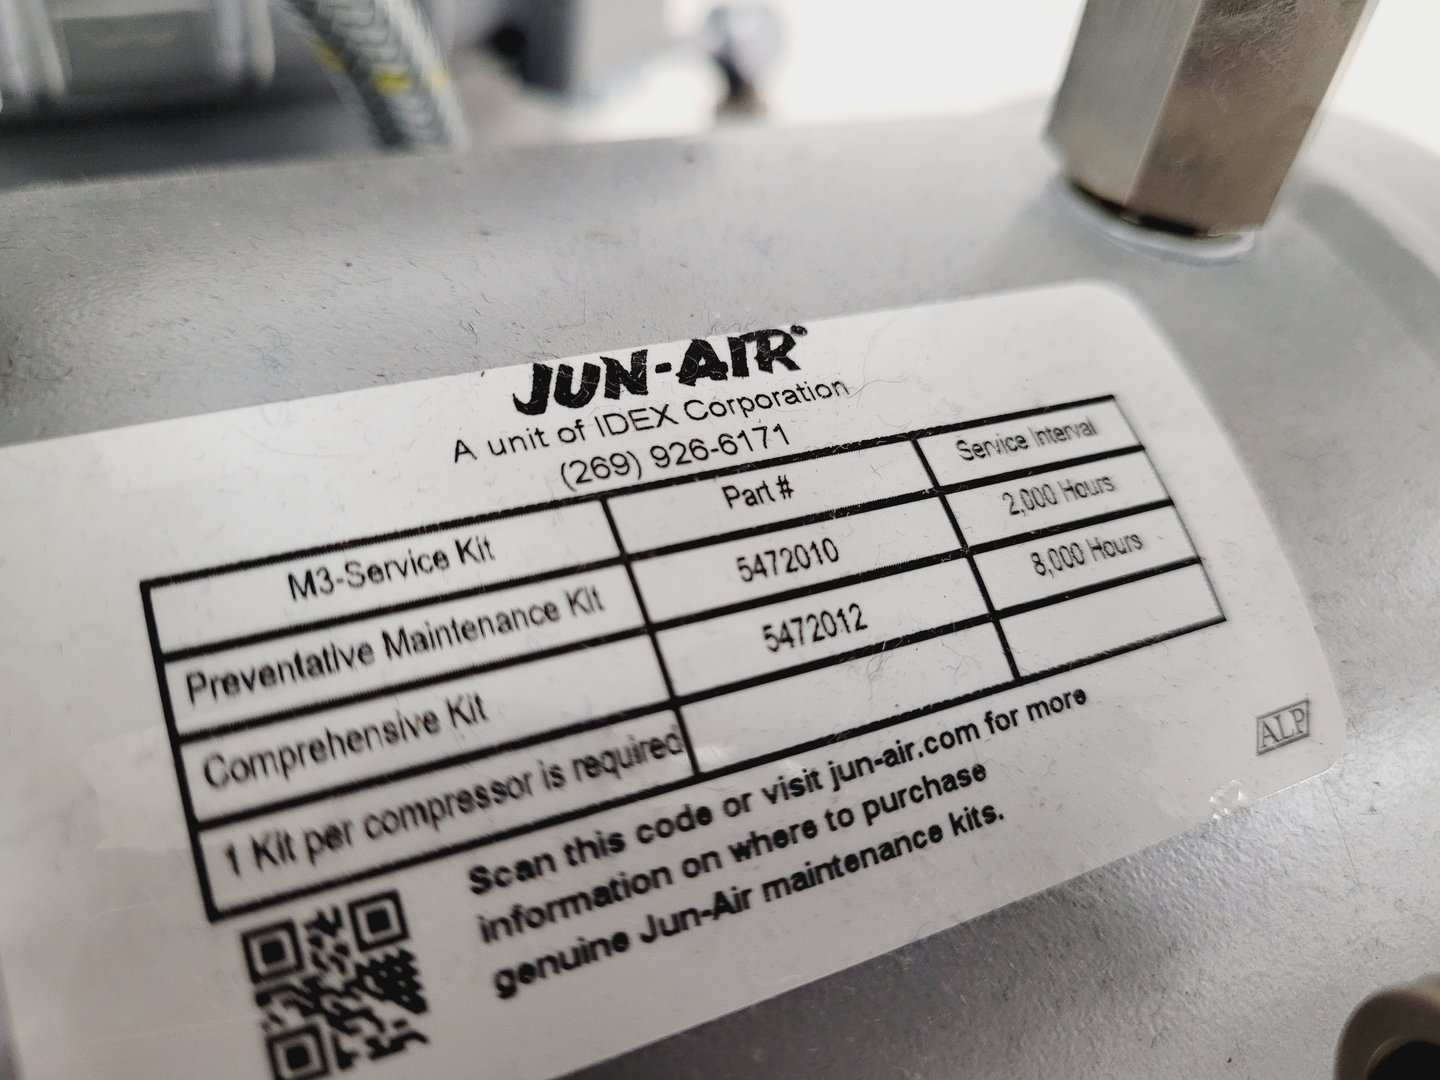 JUN-AIR®
A unit of IDEX Corporation
(269) 926-6171
M3-Service Kit Part # Service Interval
Preventative Maintenance Kit 5472010 2,000 Hours
Comprehensive Kit 5472012 8,000 Hours
1 Kit per compressor is required
Scan this code or visit jun-air.com for more
information on where to purchase
genuine Jun-Air maintenance kits.
ALP